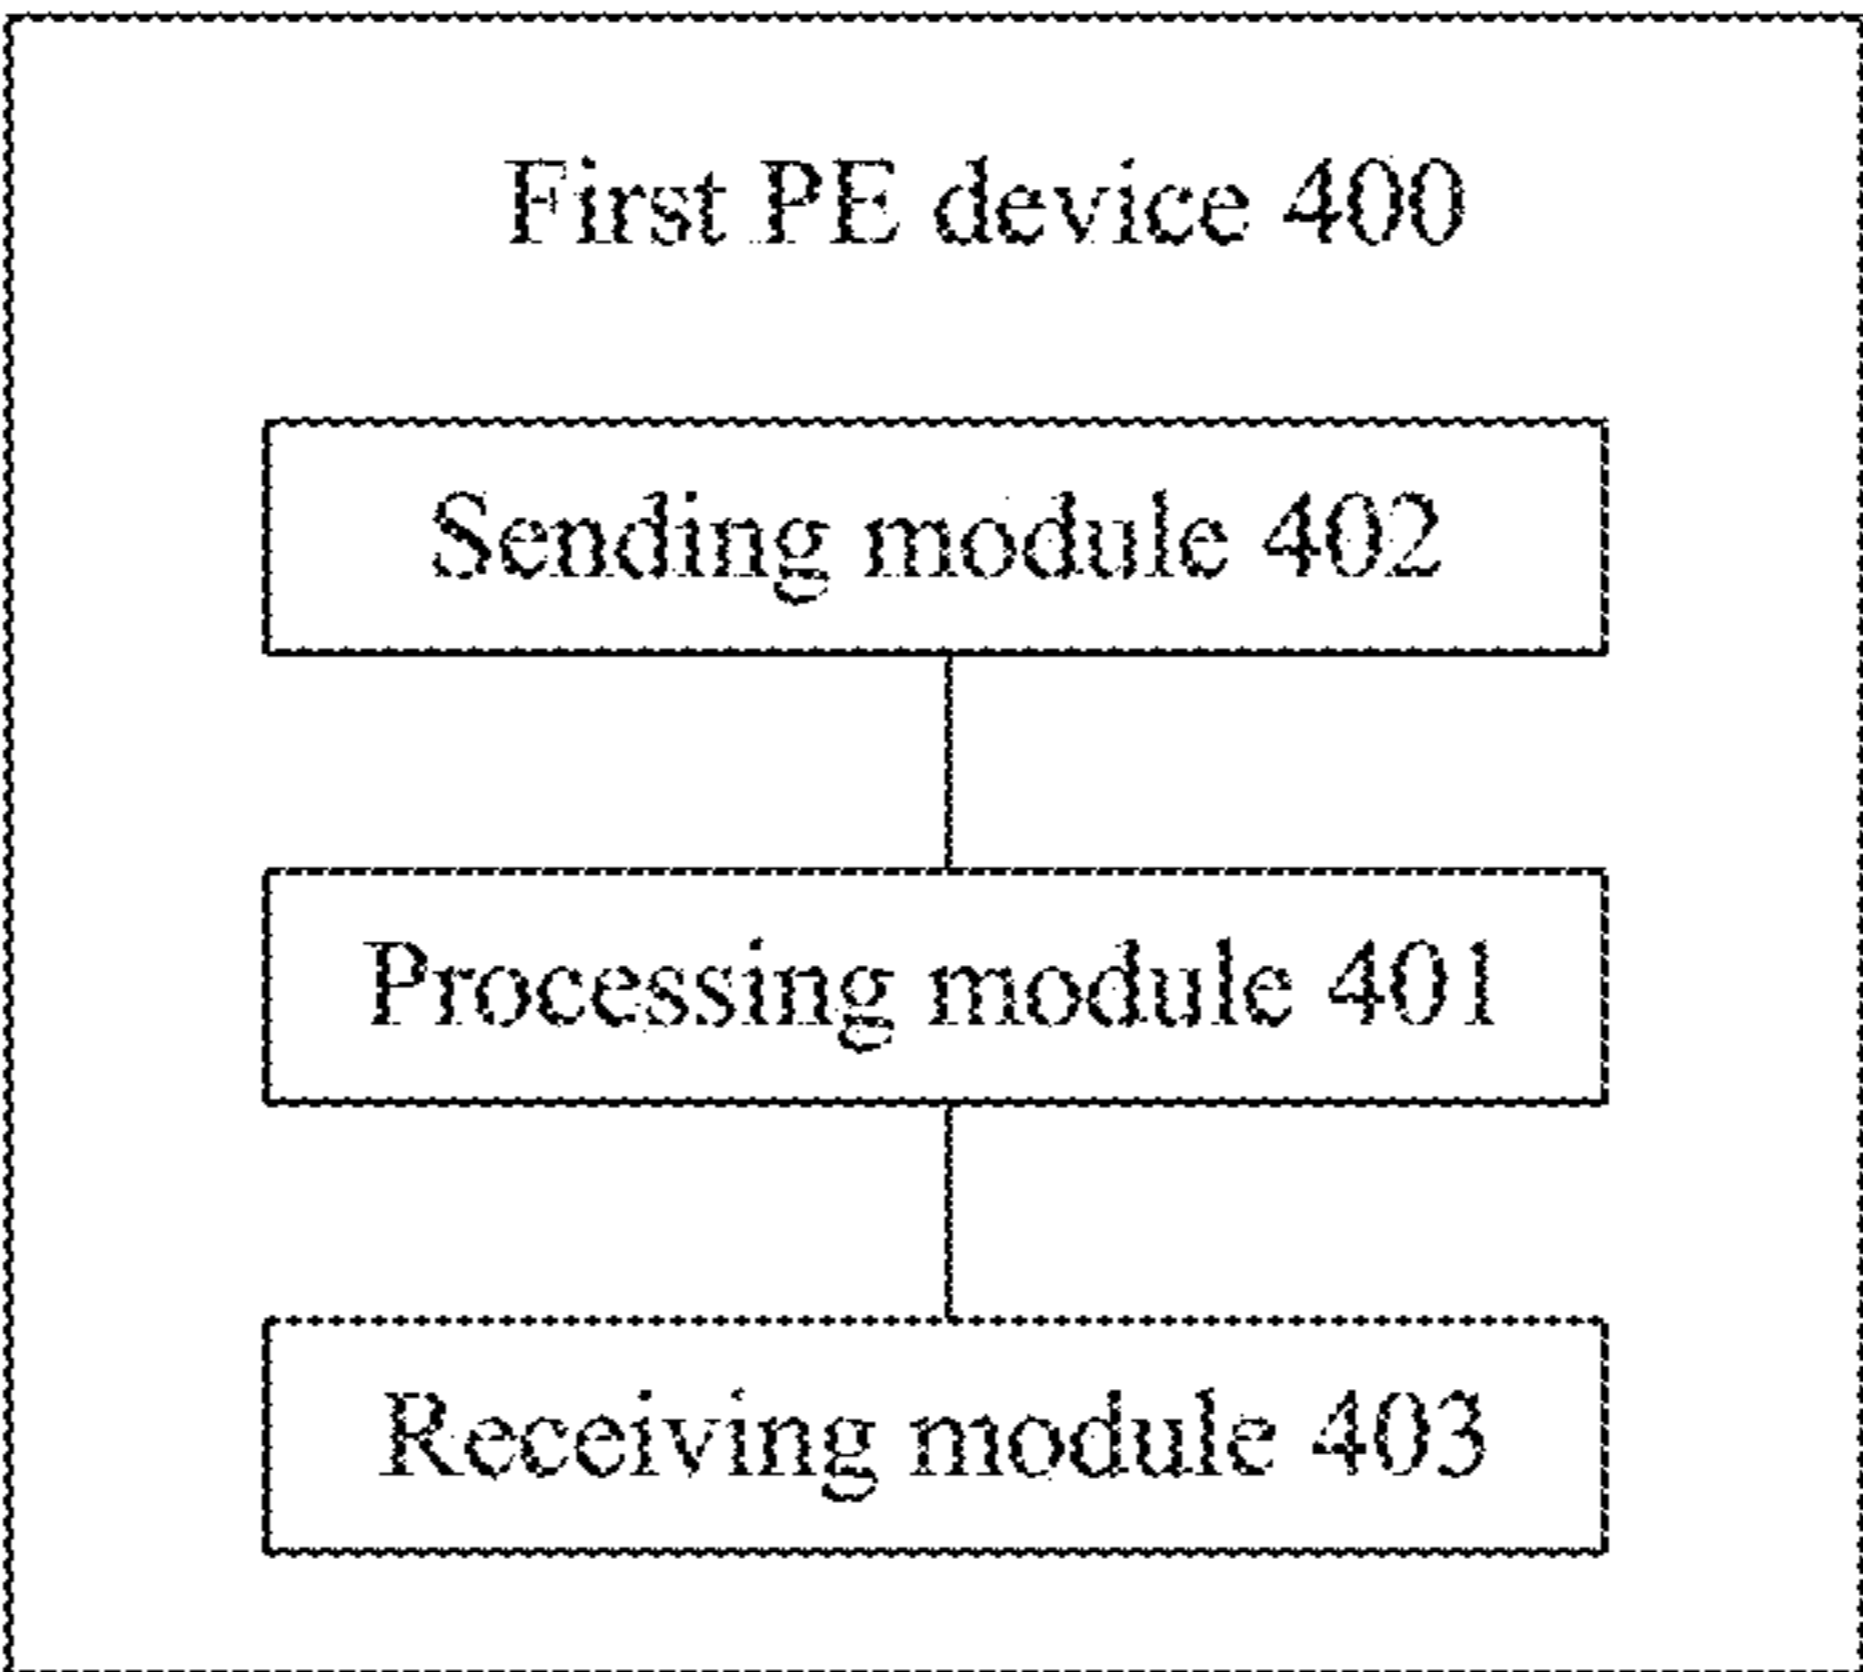 First PE device 400
Sending module 402
Processing module 401
Receiving module 403